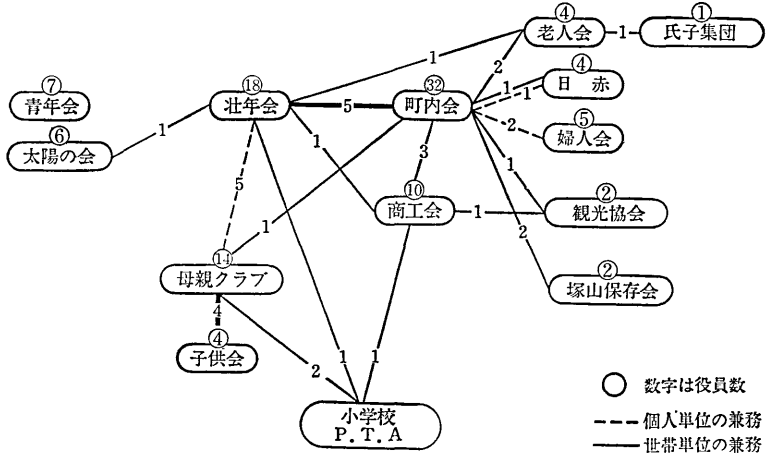 ④
老人会
1
①
氏子集団
⑦
青年会
⑥
太陽の会
1
⑱
壮年会
1
5
㉜
町内会
2
1
1
④
日 赤
2
⑤
婦人会
1
3
5
1
⑩
商工会
1
1
②
観光協会
2
②
塚山保存会
⑭
母親クラブ
1
4
④
子供会
2
1
1
小学校
P.T.A
数字は役員数
個人単位の兼務
世帯単位の兼務